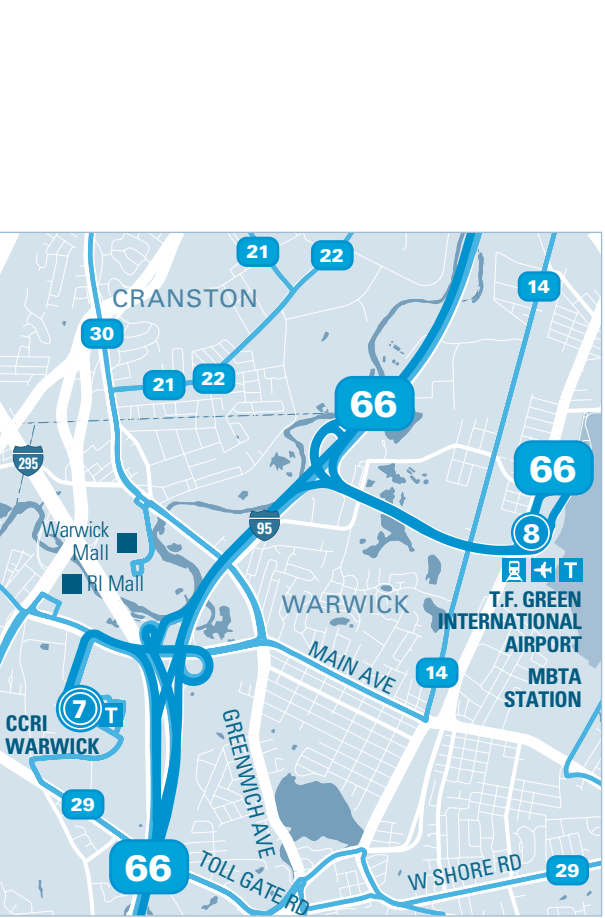 21
22
14
CRANSTON
30
21
22
66
295
66
95
8
Warwick
Mall
RI Mall
T
T.F. GREEN
INTERNATIONAL
AIRPORT
WARWICK
MAIN AVE
14
MBTA
STATION
7
T
CCRI
WARWICK
GREENWICH AVE
29
66
TOLL GATE RD
W SHORE RD
29